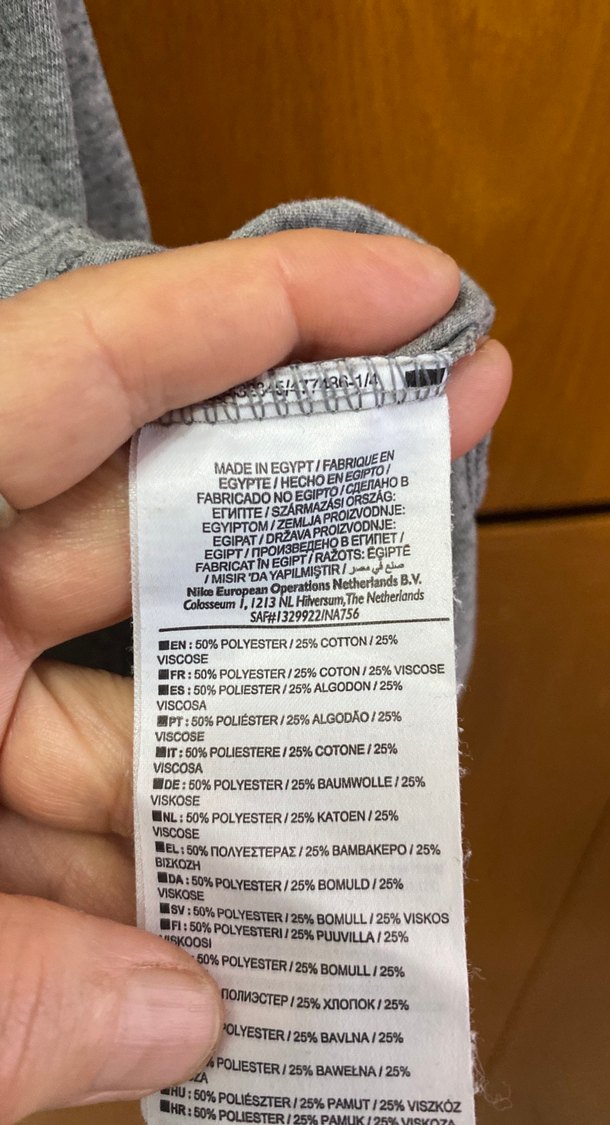 /477436-1/4
MADE IN EGYPT / FABRIQUE EN
EGYPTE / HECHO EN EGIPTO /
FABRICADO NO EGIPTO / СДЕЛАНО В
ЕГИПТЕ / SZÁRMAZÁSI ORSZÁG:
EGYIPTOM / ZEMLJA PROIZVODNJE:
EGIPAT / DRŽAVA PROIZVODNJE:
EGIPT / ПРОИЗВЕДЕНО В ЕГИПЕТ /
FABRICAT ÎN EGIPT / RAŽOTS: ĒĢIPTĒ
/ MISIR 'DA YAPILMIŞTIR / صنع في مصر
Nike European Operations Netherlands B.V.
Colosseum 1, 1213 NL Hilversum,The Netherlands
SAF#1329922/NA756
EN : 50% POLYESTER / 25% COTTON / 25%
VISCOSE
FR : 50% POLYESTER / 25% COTON / 25% VISCOSE
ES : 50% POLIESTER / 25% ALGODON / 25%
VISCOSA
PT : 50% POLIÉSTER / 25% ALGODÃO / 25%
VISCOSE
IT : 50% POLIESTERE / 25% COTONE / 25%
VISCOSA
DE : 50% POLYESTER / 25% BAUMWOLLE / 25%
VISKOSE
NL : 50% POLYESTER / 25% KATOEN / 25%
VISCOSE
EL : 50% ΠΟΛΥΕΣΤΕΡΑΣ / 25% ΒΑΜΒΑΚΕΡΟ / 25%
ΒΙΣΚΟΖΗ
DA : 50% POLYESTER / 25% BOMULD / 25%
VISKOSE
SV : 50% POLYESTER / 25% BOMULL / 25% VISKOS
FI : 50% POLYESTERI / 25% PUUVILLA / 25%
VISKOOSI
50% POLYESTER / 25% BOMULL / 25%
ПОЛИЭСТЕР / 25% ХЛОПОК / 25%
POLYESTER / 25% BAVLNA / 25%
% POLIESTER / 25% BAWEŁNA / 25%
ZA
HU : 50% POLIÉSZTER / 25% PAMUT / 25% VISZKÓZ
HR : 50% POLIESTER / 25% PAMUK / 25% VISKOZA